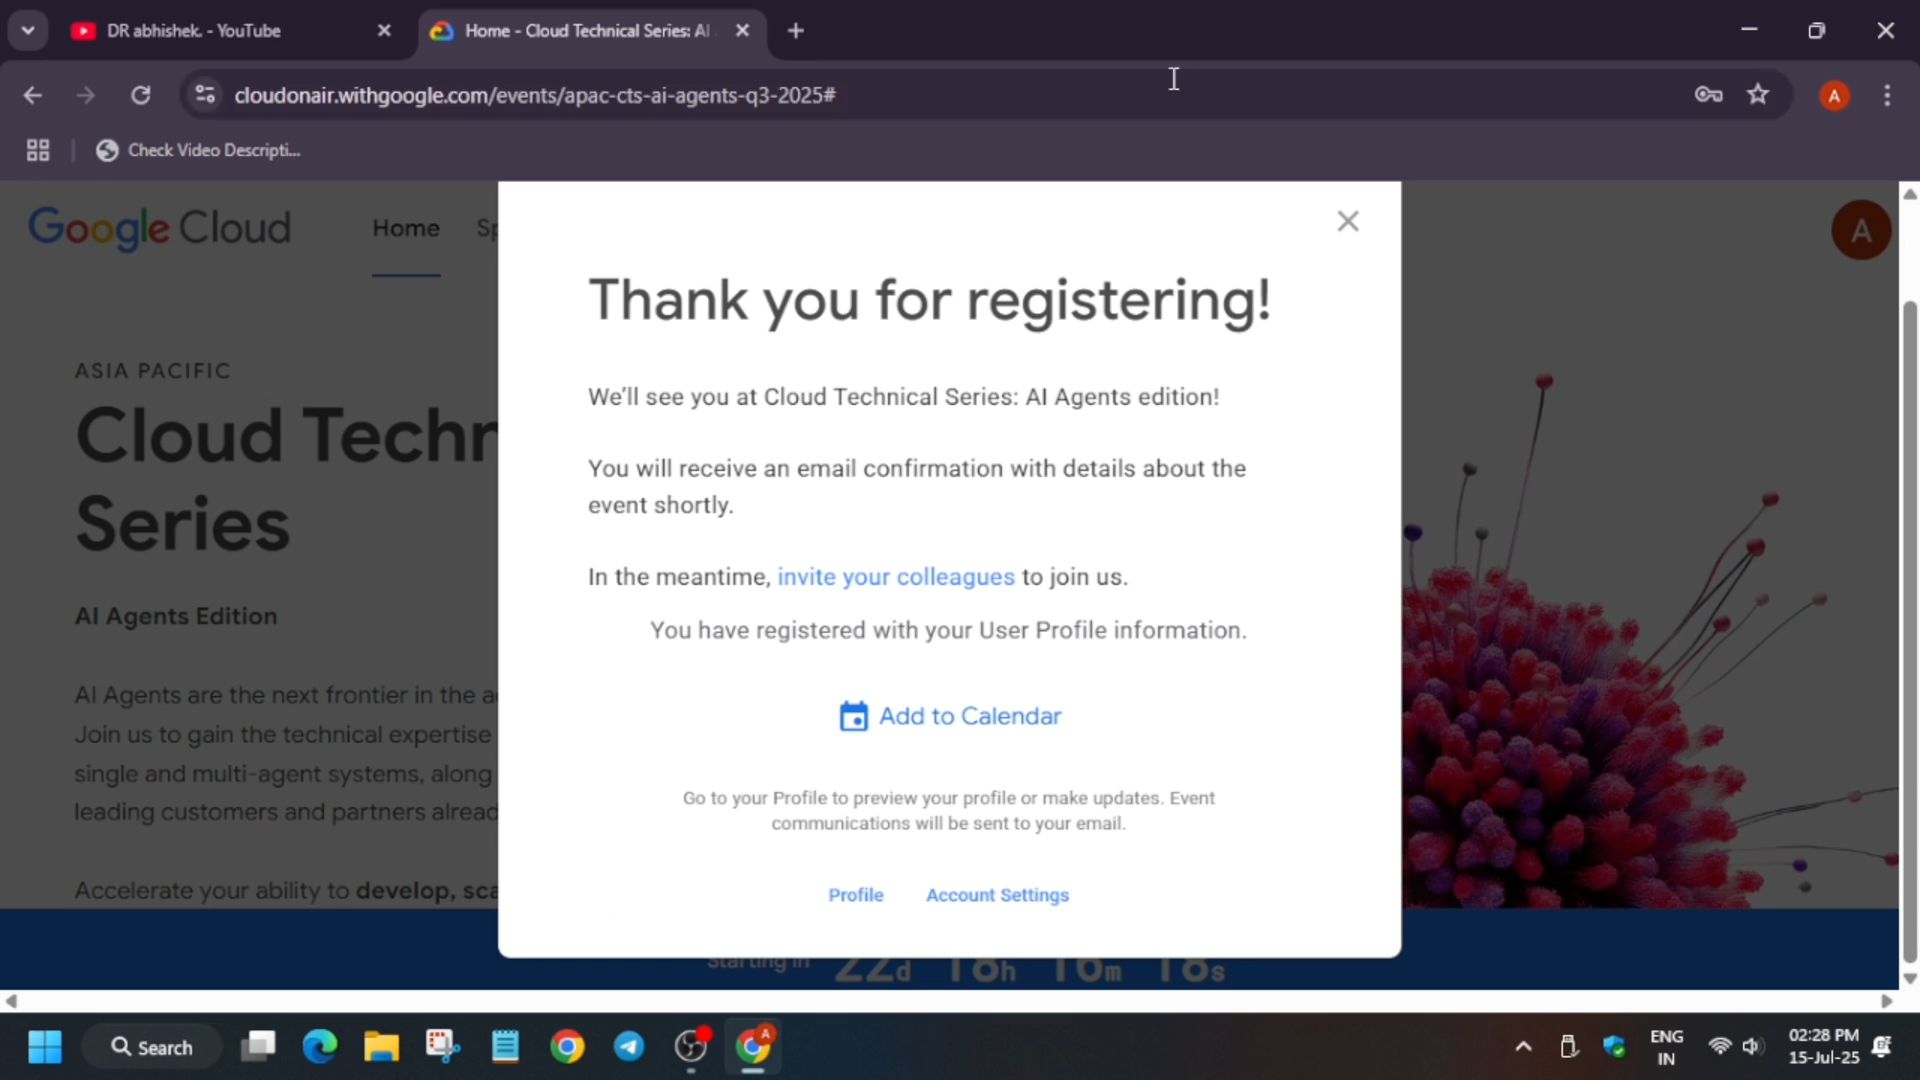 DR abhishek. - YouTube
Home - Cloud Technical Series: AI
cloudonair.withgoogle.com/events/apac-cts-ai-agents-q3-2025#
A
Check Video Descripti...
Google Cloud
Home
Sp
A
Thank you for registering!
We'll see you at Cloud Technical Series: AI Agents edition!
You will receive an email confirmation with details about the
event shortly.
In the meantime, invite your colleagues to join us.
You have registered with your User Profile information.
Add to Calendar
Go to your Profile to preview your profile or make updates. Event
communications will be sent to your email.
Profile
Account Settings
ASIA PACIFIC
Cloud Techn
Series
AI Agents Edition
AI Agents are the next frontier in the a
Join us to gain the technical expertise
single and multi-agent systems, along
leading customers and partners alread
Accelerate your ability to develop, sca
Starting in 22d 18h 16m 18s
Search
A
ENG
IN
02:28 PM
15-Jul-25